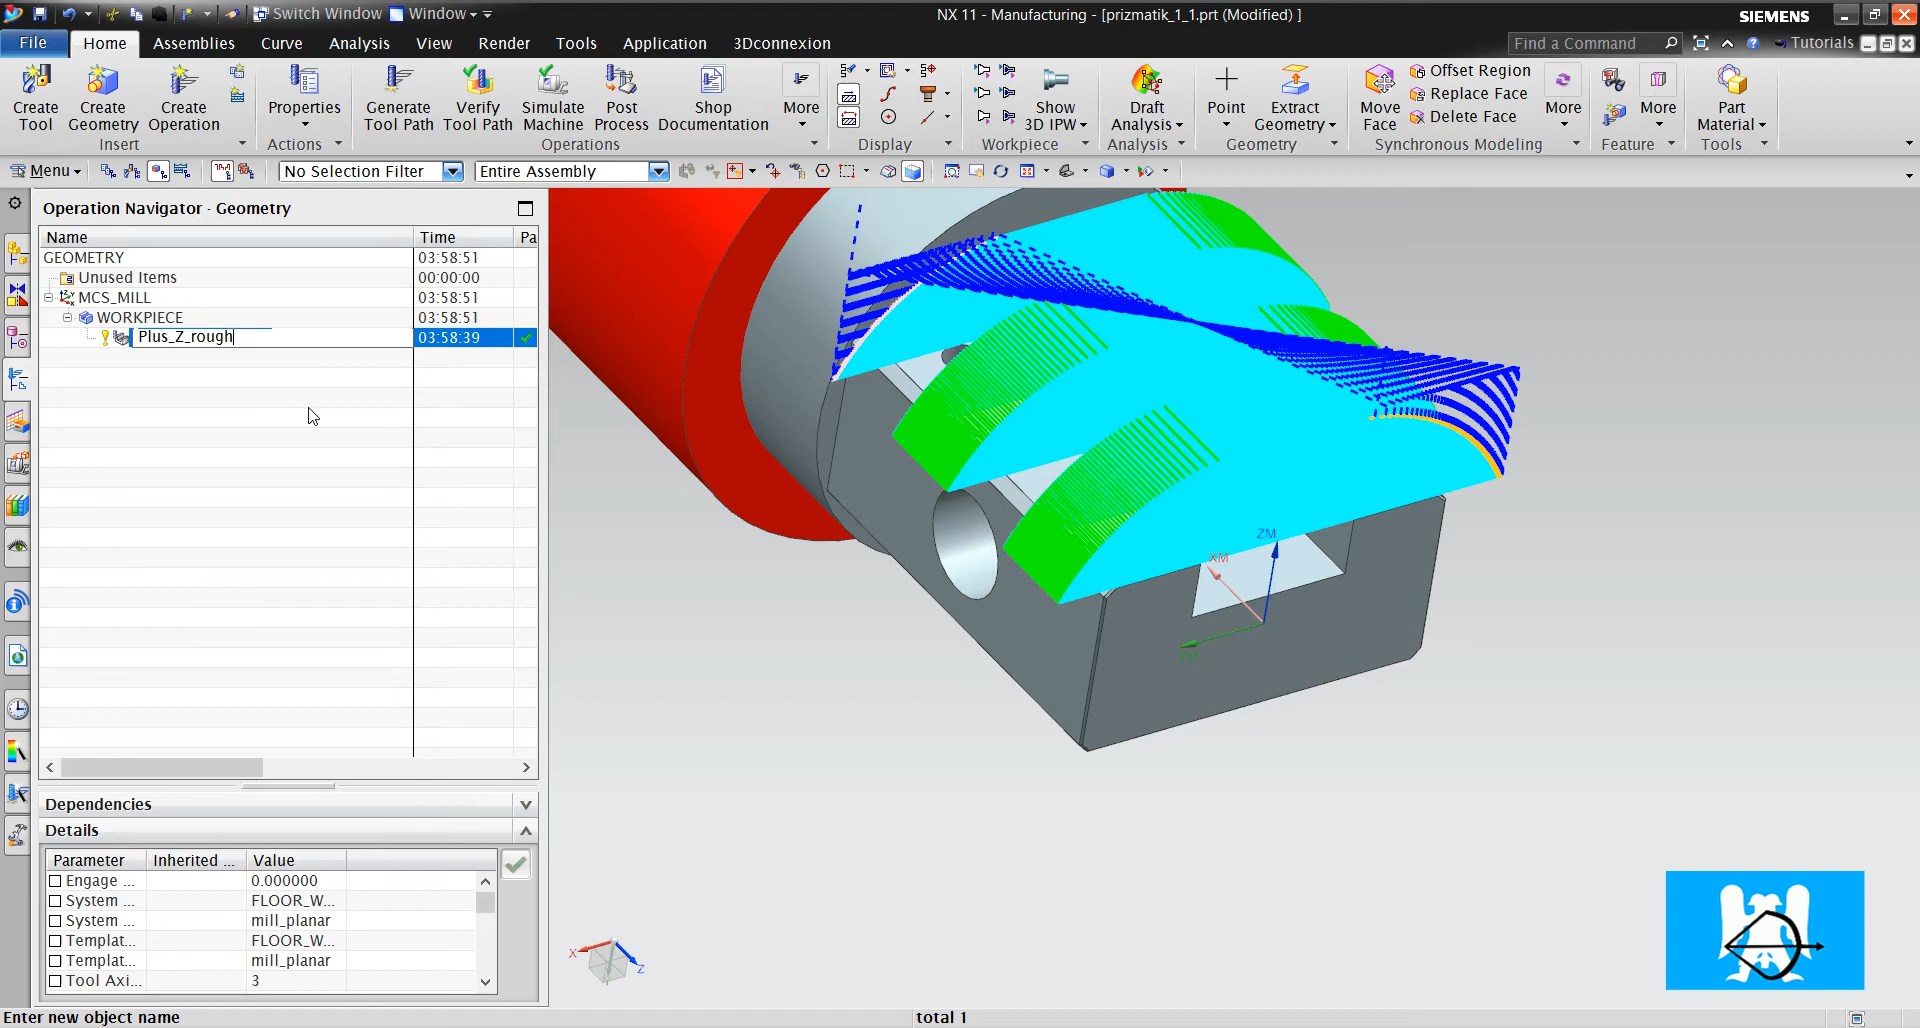 Switch Window
Window
NX 11 - Manufacturing - [prizmatik_1_1.prt (Modified) ]
SIEMENS
File
Home
Assemblies
Curve
Analysis
View
Render
Tools
Application
3Dconnexion
Find a Command
Tutorials
Create Tool
Create Geometry
Create Operation
Properties
Generate Tool Path
Verify Tool Path
Simulate Machine
Post Process
Shop Documentation
More
Show 3D IPW
Draft Analysis
Point
Extract Geometry
Move Face
Offset Region
Replace Face
Delete Face
More
More
Part Material
Insert
Actions
Operations
Display
Workpiece
Analysis
Geometry
Synchronous Modeling
Feature
Tools
Menu
No Selection Filter
Entire Assembly
Operation Navigator - Geometry
Name Time Pa
GEOMETRY 03:58:51
Unused Items 00:00:00
MCS_MILL 03:58:51
WORKPIECE 03:58:51
Plus_Z_rough 03:58:39
Dependencies
Details
Parameter Inherited ... Value
Engage ... 0.000000
System ... FLOOR_W...
System ... mill_planar
Templat... FLOOR_W...
Templat... mill_planar
Tool Axi... 3
ZM
XM
YM
X
Z
Enter new object name
total 1